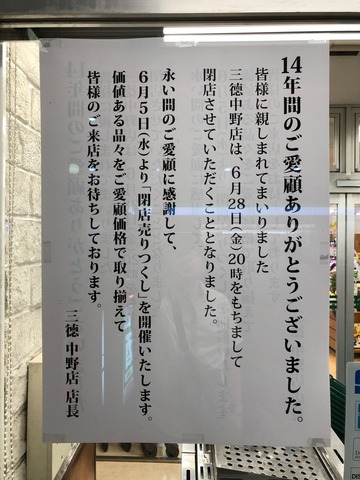 14年間のご愛顧ありがとうございました。
皆様に親しまれてまいりました
三徳中野店は、6月28日(金)20時をもちまして
閉店させていただくこととなりました。
永い間のご愛顧に感謝して、
6月5日(水)より「閉店売りつくし」を開催いたします。
価値ある品々をご愛顧価格で取り揃えて
皆様のご来店をお待ちしております。
三徳 中野店 店長